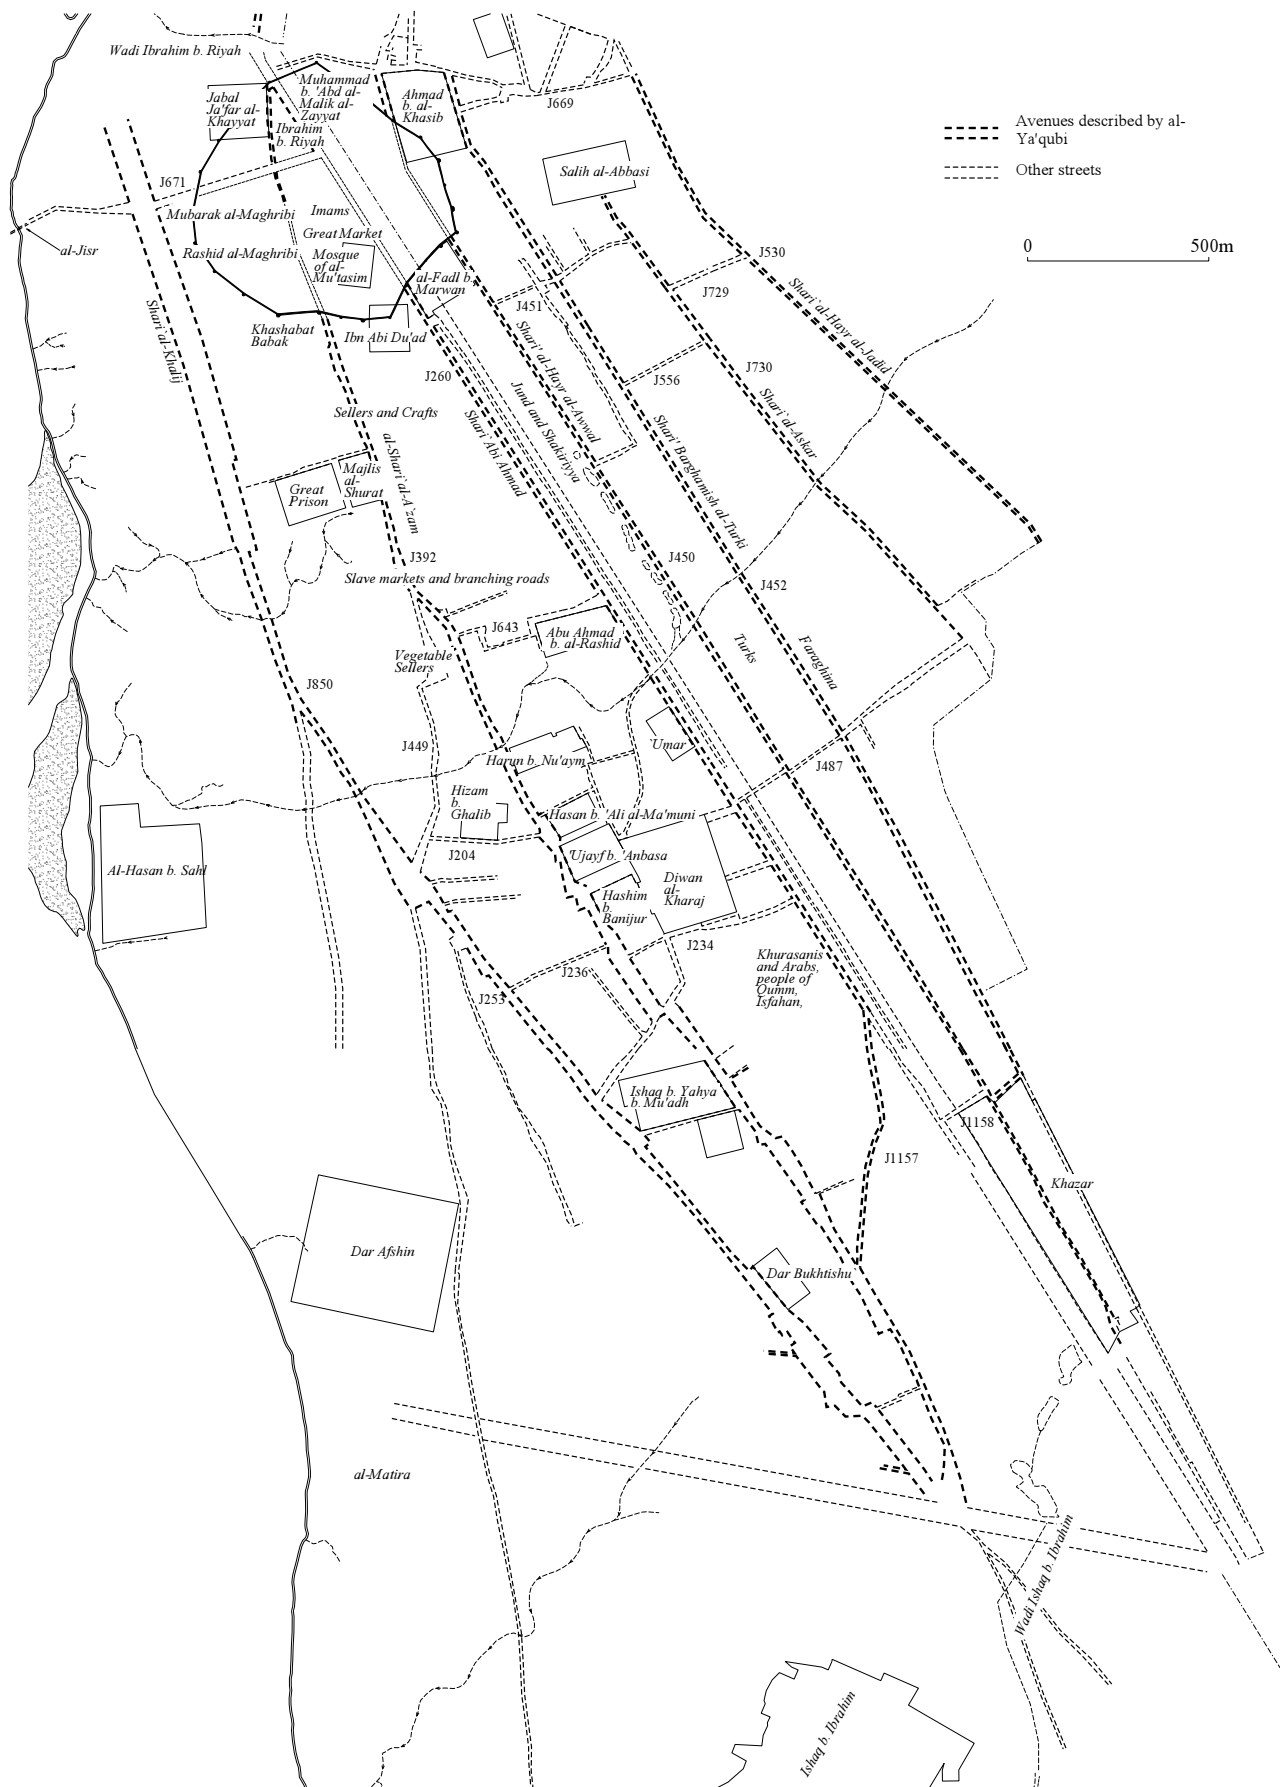 Wadi Ibrahim b. Riyah
Jabal
Ja'far al-
Khayyat
Muhammad
b. 'Abd al-
Malik al-
Zayyat
Ibrahim
b. Riyah
Ahmad
b. al-
Khasib
J669
Avenues described by al-
Ya'qubi
Other streets
Salih al-Abbasi
J671
Mubarak al-Maghribi
Imams
Great Market
al-Jisr
Rashid al-Maghribi
Mosque
of al-
Mu'tasim
al-Fadl b.
Marwan
0
500m
J530
J729
J451
Shari' al-Hayr al-Jadid
Shari' al-Khalij
Khashabat
Babak
Ibn Abi Du'ad
J260
Shari' al-Hayr al-Awwal
J556
J730
Sellers and Crafts
Jund and Shakiriyya
Shari' al-Askar
Shari' Abi Ahmad
Shari' Barghamish al-Turki
al-Shari' al-A'zam
Great
Prison
Majlis
al-
Shurat
J392
J450
Slave markets and branching roads
J452
J643
Abu Ahmad
b. al-Rashid
Vegetable
Sellers
Turks
Faraghina
J850
J449
'Umar
Harun b. Nu'aym
J487
Hizam
b.
Ghalib
Hasan b. 'Ali al-Ma'muni
J204
'Ujayf b. 'Anbasa
Al-Hasan b. Sahl
Diwan
al-
Kharaj
Hashim
b.
Banijur
J234
Khurasanis
and Arabs,
people of
Qumm,
Isfahan,
J236
J253
Ishaq b. Yahya
b. Mu'adh
J1158
J1157
Khazar
Dar Afshin
Dar Bukhtishu'
al-Matira
Wadi Ishaq b. Ibrahim
Ishaq b. Ibrahim